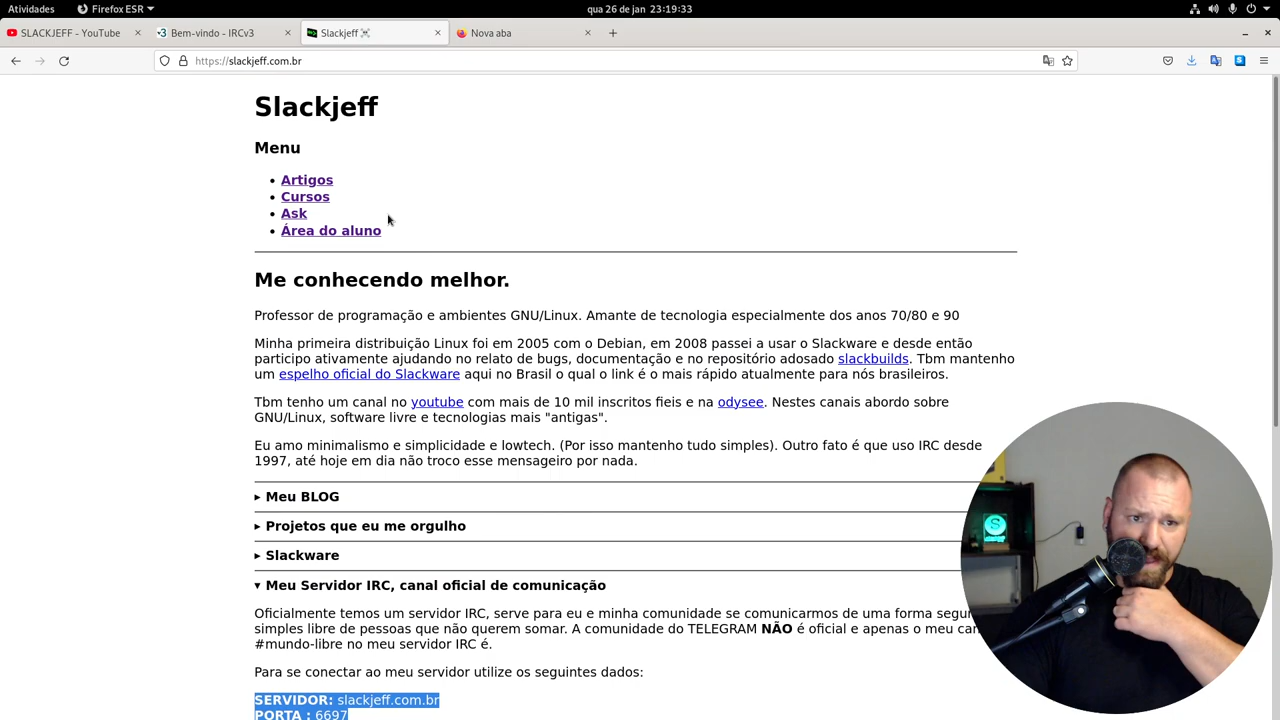 Atividades
Firefox ESR
qua 26 de jan 23:19:33
SLACKJEFF - YouTube
Bem-vindo - IRCv3
Slackjeff
Nova aba
https://slackjeff.com.br
Slackjeff
Menu
• Artigos
• Cursos
• Ask
• Área do aluno
Me conhecendo melhor.
Professor de programação e ambientes GNU/Linux. Amante de tecnologia especialmente dos anos 70/80 e 90
Minha primeira distribuição Linux foi em 2005 com o Debian, em 2008 passei a usar o Slackware e desde então
participo ativamente ajudando no relato de bugs, documentação e no repositório adosado slackbuilds. Tbm mantenho
um espelho oficial do Slackware aqui no Brasil o qual o link é o mais rápido atualmente para nós brasileiros.
Tbm tenho um canal no youtube com mais de 10 mil inscritos fieis e na odysee. Nestes canais abordo sobre
GNU/Linux, software livre e tecnologias mais "antigas".
Eu amo minimalismo e simplicidade e lowtech. (Por isso mantenho tudo simples). Outro fato é que uso IRC desde
1997, até hoje em dia não troco esse mensageiro por nada.
▸ Meu BLOG
▸ Projetos que eu me orgulho
▸ Slackware
▾ Meu Servidor IRC, canal oficial de comunicação
Oficialmente temos um servidor IRC, serve para eu e minha comunidade se comunicarmos de uma forma
simples libre de pessoas que não querem somar. A comunidade do TELEGRAM NÃO é oficial e apenas o meu
#mundo-libre no meu servidor IRC é.
Para se conectar ao meu servidor utilize os seguintes dados:
SERVIDOR: slackjeff.com.br
PORTA : 6697